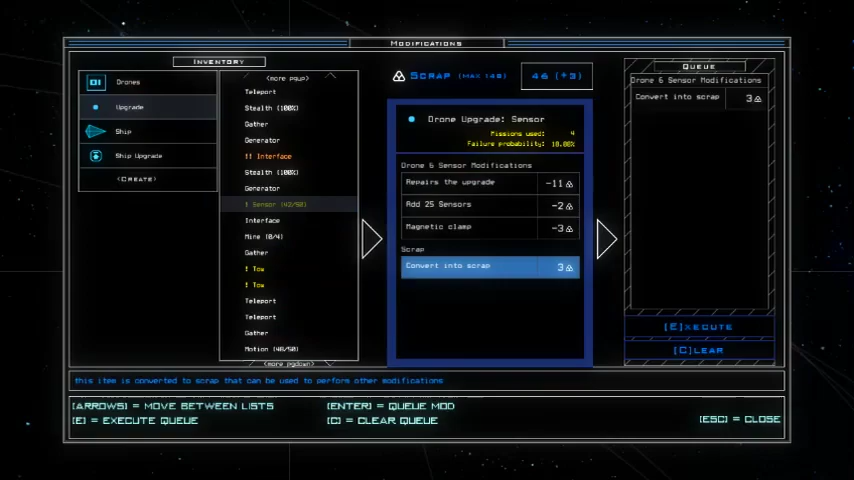 Modifications
Inventory
Drones
Upgrade
Ship
Ship Upgrade
(Create)
(more pgup)
Teleport
Stealth (100%)
Gather
Generator
!! Interface
Stealth (100%)
Generator
! Sensor (42/50)
Interface
Mine (0/4)
Gather
! Tow
! Tow
Teleport
Teleport
Gather
Motion (48/50)
(more pgdown)
Scrap (MAX 148)
46 (+3)
Drone Upgrade: Sensor
Missions used: 4
Failure probability: 10.00%
Drone 6 Sensor Modifications
Repairs the upgrade -11
Add 25 Sensors -2
Magnetic clamp -3
Scrap
Convert into scrap 3
Queue
Drone 6 Sensor Modifications
Convert into scrap 3
[E]xecute
[C]lear
this item is converted to scrap that can be used to perform other modifications
[ARROWS] = MOVE BETWEEN LISTS
[ENTER] = QUEUE MOD
[E] = EXECUTE QUEUE
[C] = CLEAR QUEUE
[ESC] = CLOSE